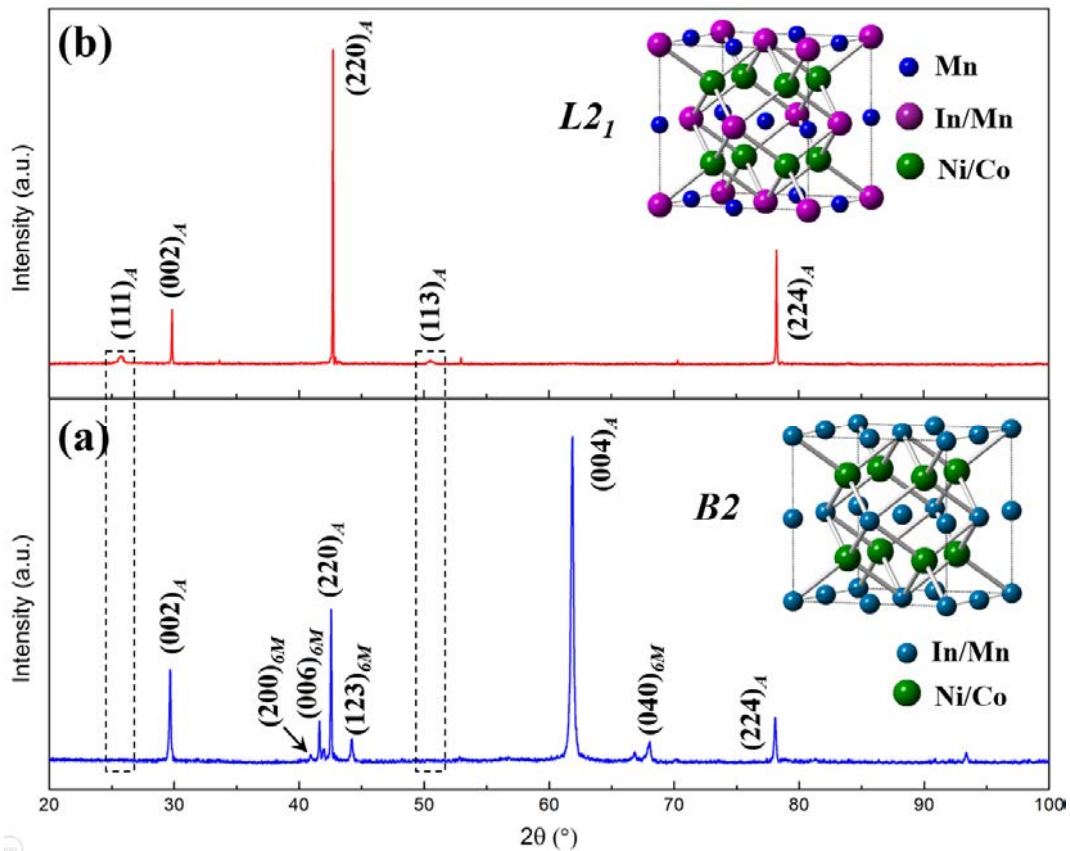 (b)
(111)A
(002)A
(220)A
(113)A
(224)A
L21
Mn
In/Mn
Ni/Co
Intensity (a.u.)
(a)
(002)A
(200)6M
(006)6M
(220)A
(123)6M
(004)A
(040)6M
(224)A
B2
In/Mn
Ni/Co
Intensity (a.u.)
20 30 40 50 60 70 80 90 100
2θ (°)